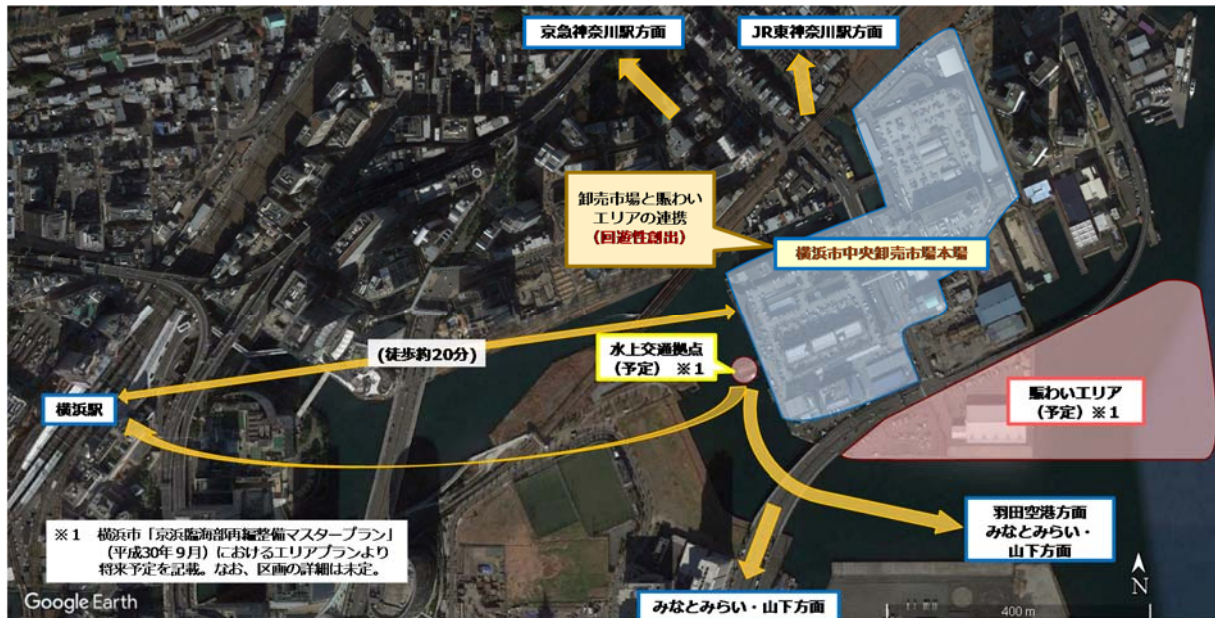 京急神奈川駅方面
JR東神奈川駅方面
卸売市場と賑わい
エリアの連携
(回遊性創出)
横浜市中央卸売市場本場
(徒歩約20分)
水上交通拠点
(予定) ※1
横浜駅
賑わいエリア
(予定)※1
羽田空港方面
みなとみらい・
山下方面
※1 横浜市「京浜臨海部再編整備マスタープラン」
(平成30年9月)におけるエリアプランより
将来予定を記載。なお、区画の詳細は未定。
N
Google Earth
みなとみらい・山下方面
400 m